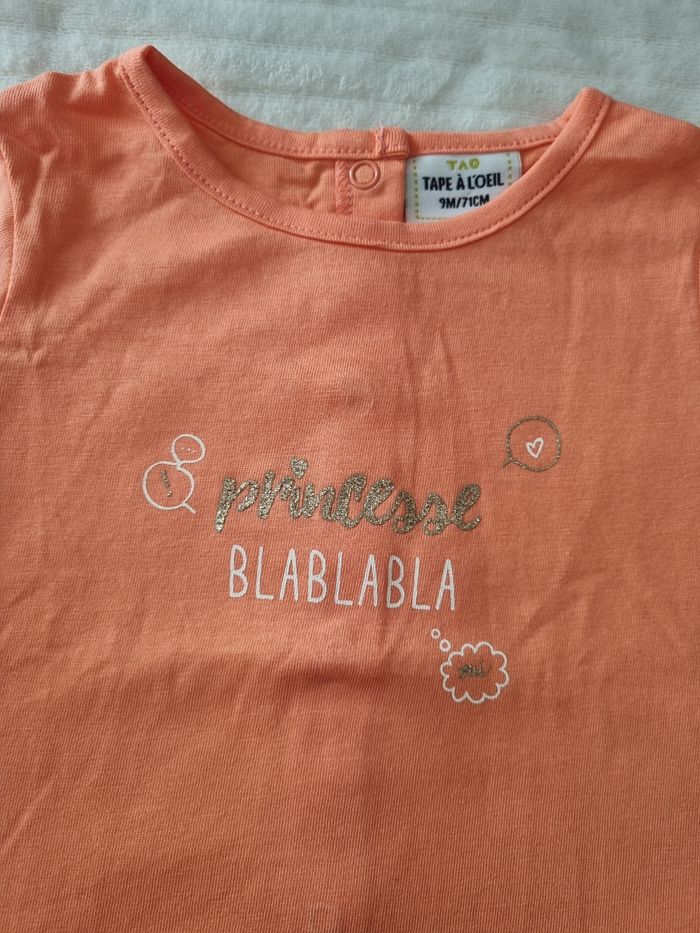 TAO
TAPE À L'OEIL
9M/71CM
princesse
BLABLABLA